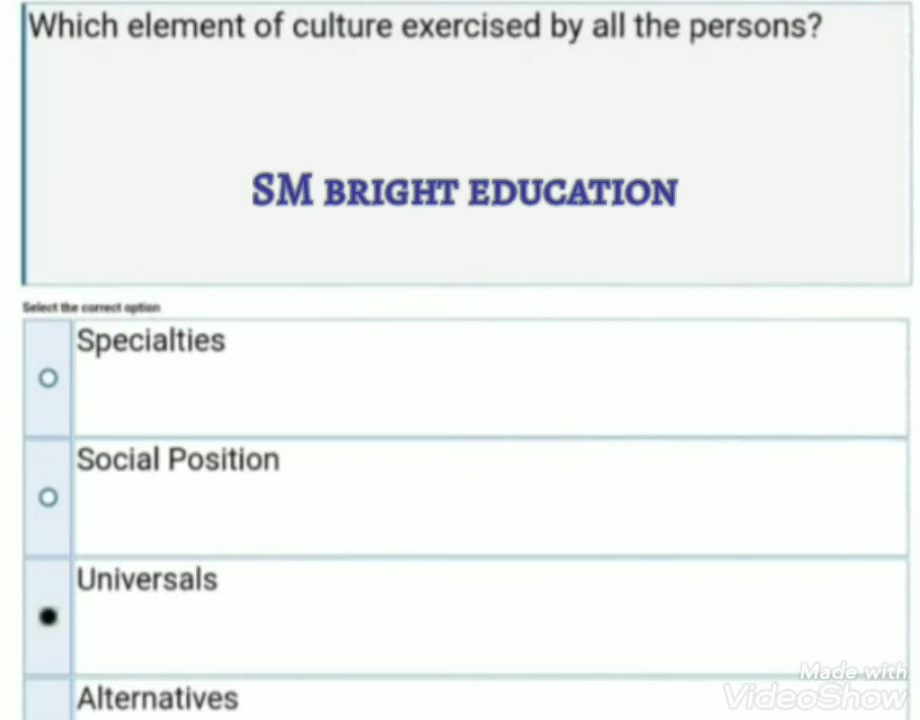 Which element of culture exercised by all the persons?
SM BRIGHT EDUCATION
Select the correct option
Specialties
Social Position
Universals
Alternatives
Made with
VideoShow